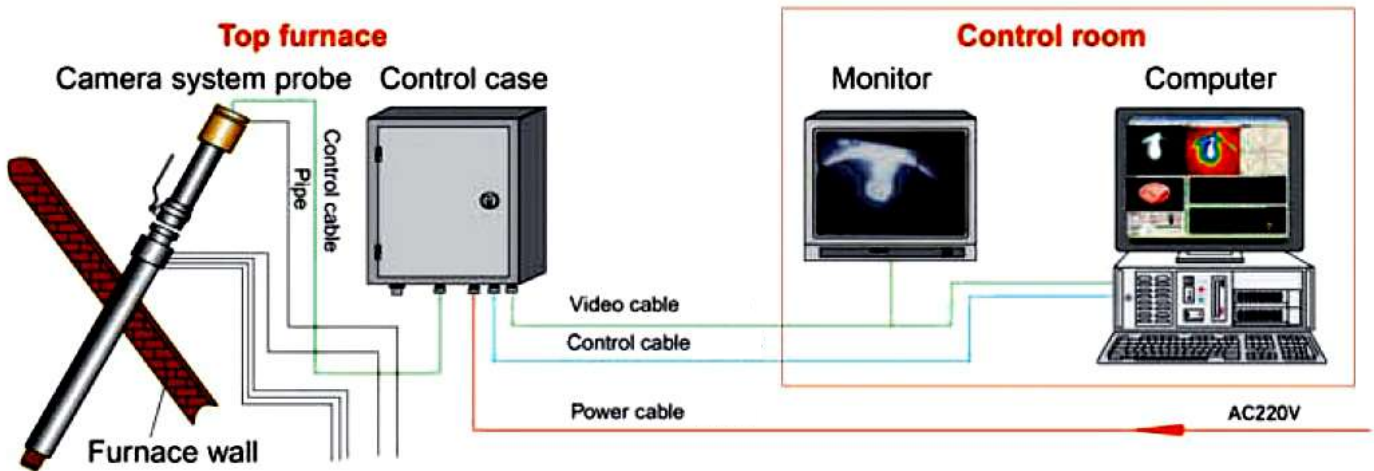 Top furnace
Control room
Camera system probe
Control case
Monitor
Computer
Control cable
Pipe
Video cable
Control cable
Power cable
AC220V
Furnace wall